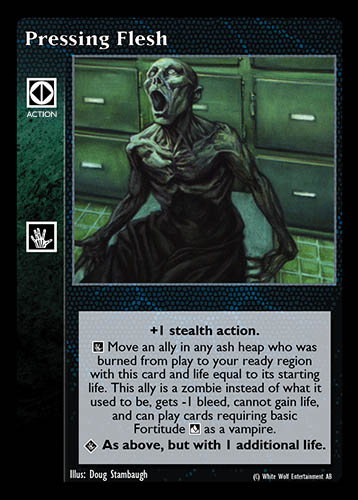 Pressing Flesh
ACTION
+1 stealth action.
Move an ally in any ash heap who was
burned from play to your ready region
with this card and life equal to its starting
life. This ally is a zombie instead of what it
used to be, gets -1 bleed, cannot gain life,
and can play cards requiring basic
Fortitude as a vampire.
As above, but with 1 additional life.
Illus: Doug Stambaugh
(C) White Wolf Entertainment AB